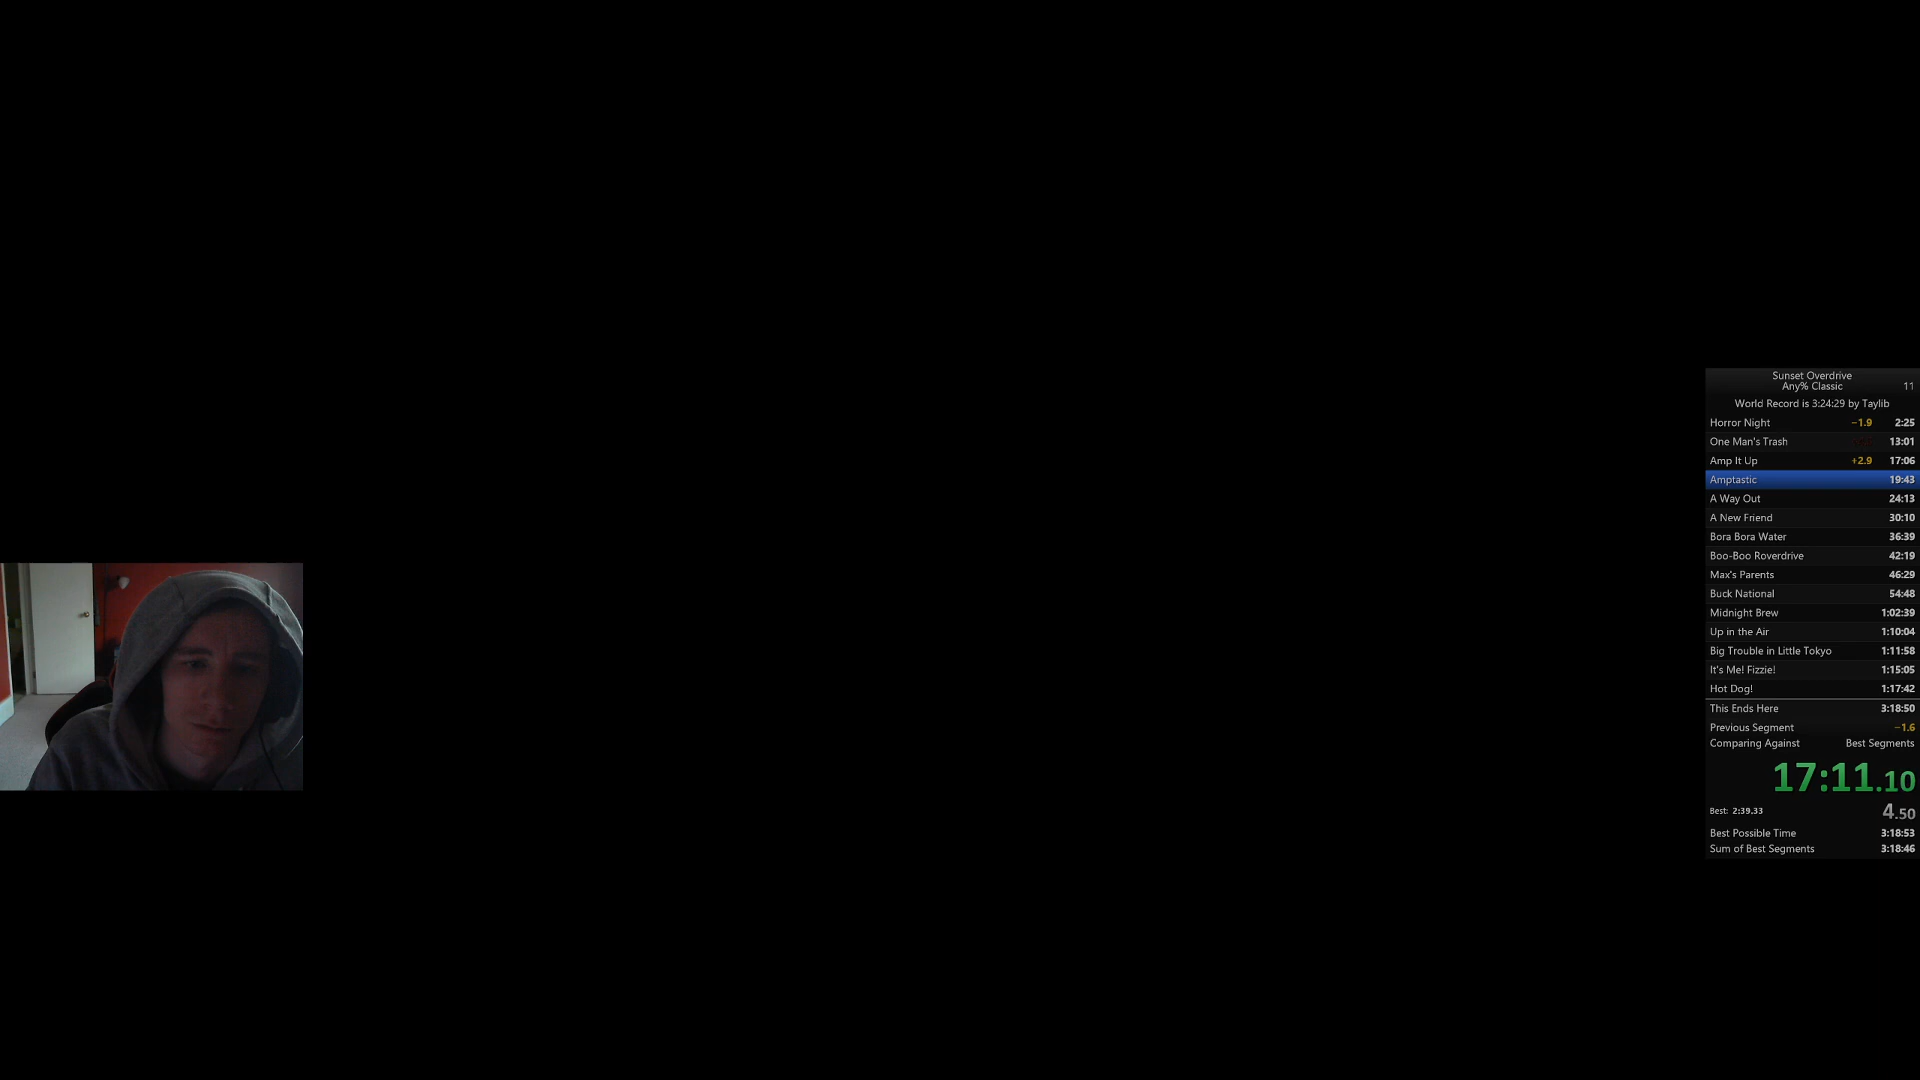 Sunset Overdrive
Any% Classic 11
World Record is 3:24:29 by Taylib
Horror Night −1.9 2:25
One Man's Trash 13:01
Amp It Up +2.9 17:06
Amptastic 19:43
A Way Out 24:13
A New Friend 30:10
Bora Bora Water 36:39
Boo-Boo Roverdrive 42:19
Max's Parents 46:29
Buck National 54:48
Midnight Brew 1:02:39
Up in the Air 1:10:04
Big Trouble in Little Tokyo 1:11:58
It's Me! Fizzie! 1:15:05
Hot Dog! 1:17:42
This Ends Here 3:18:50
Previous Segment −1.6
Comparing Against Best Segments
17:11.10
Best: 2:39.33 4.50
Best Possible Time 3:18:53
Sum of Best Segments 3:18:46